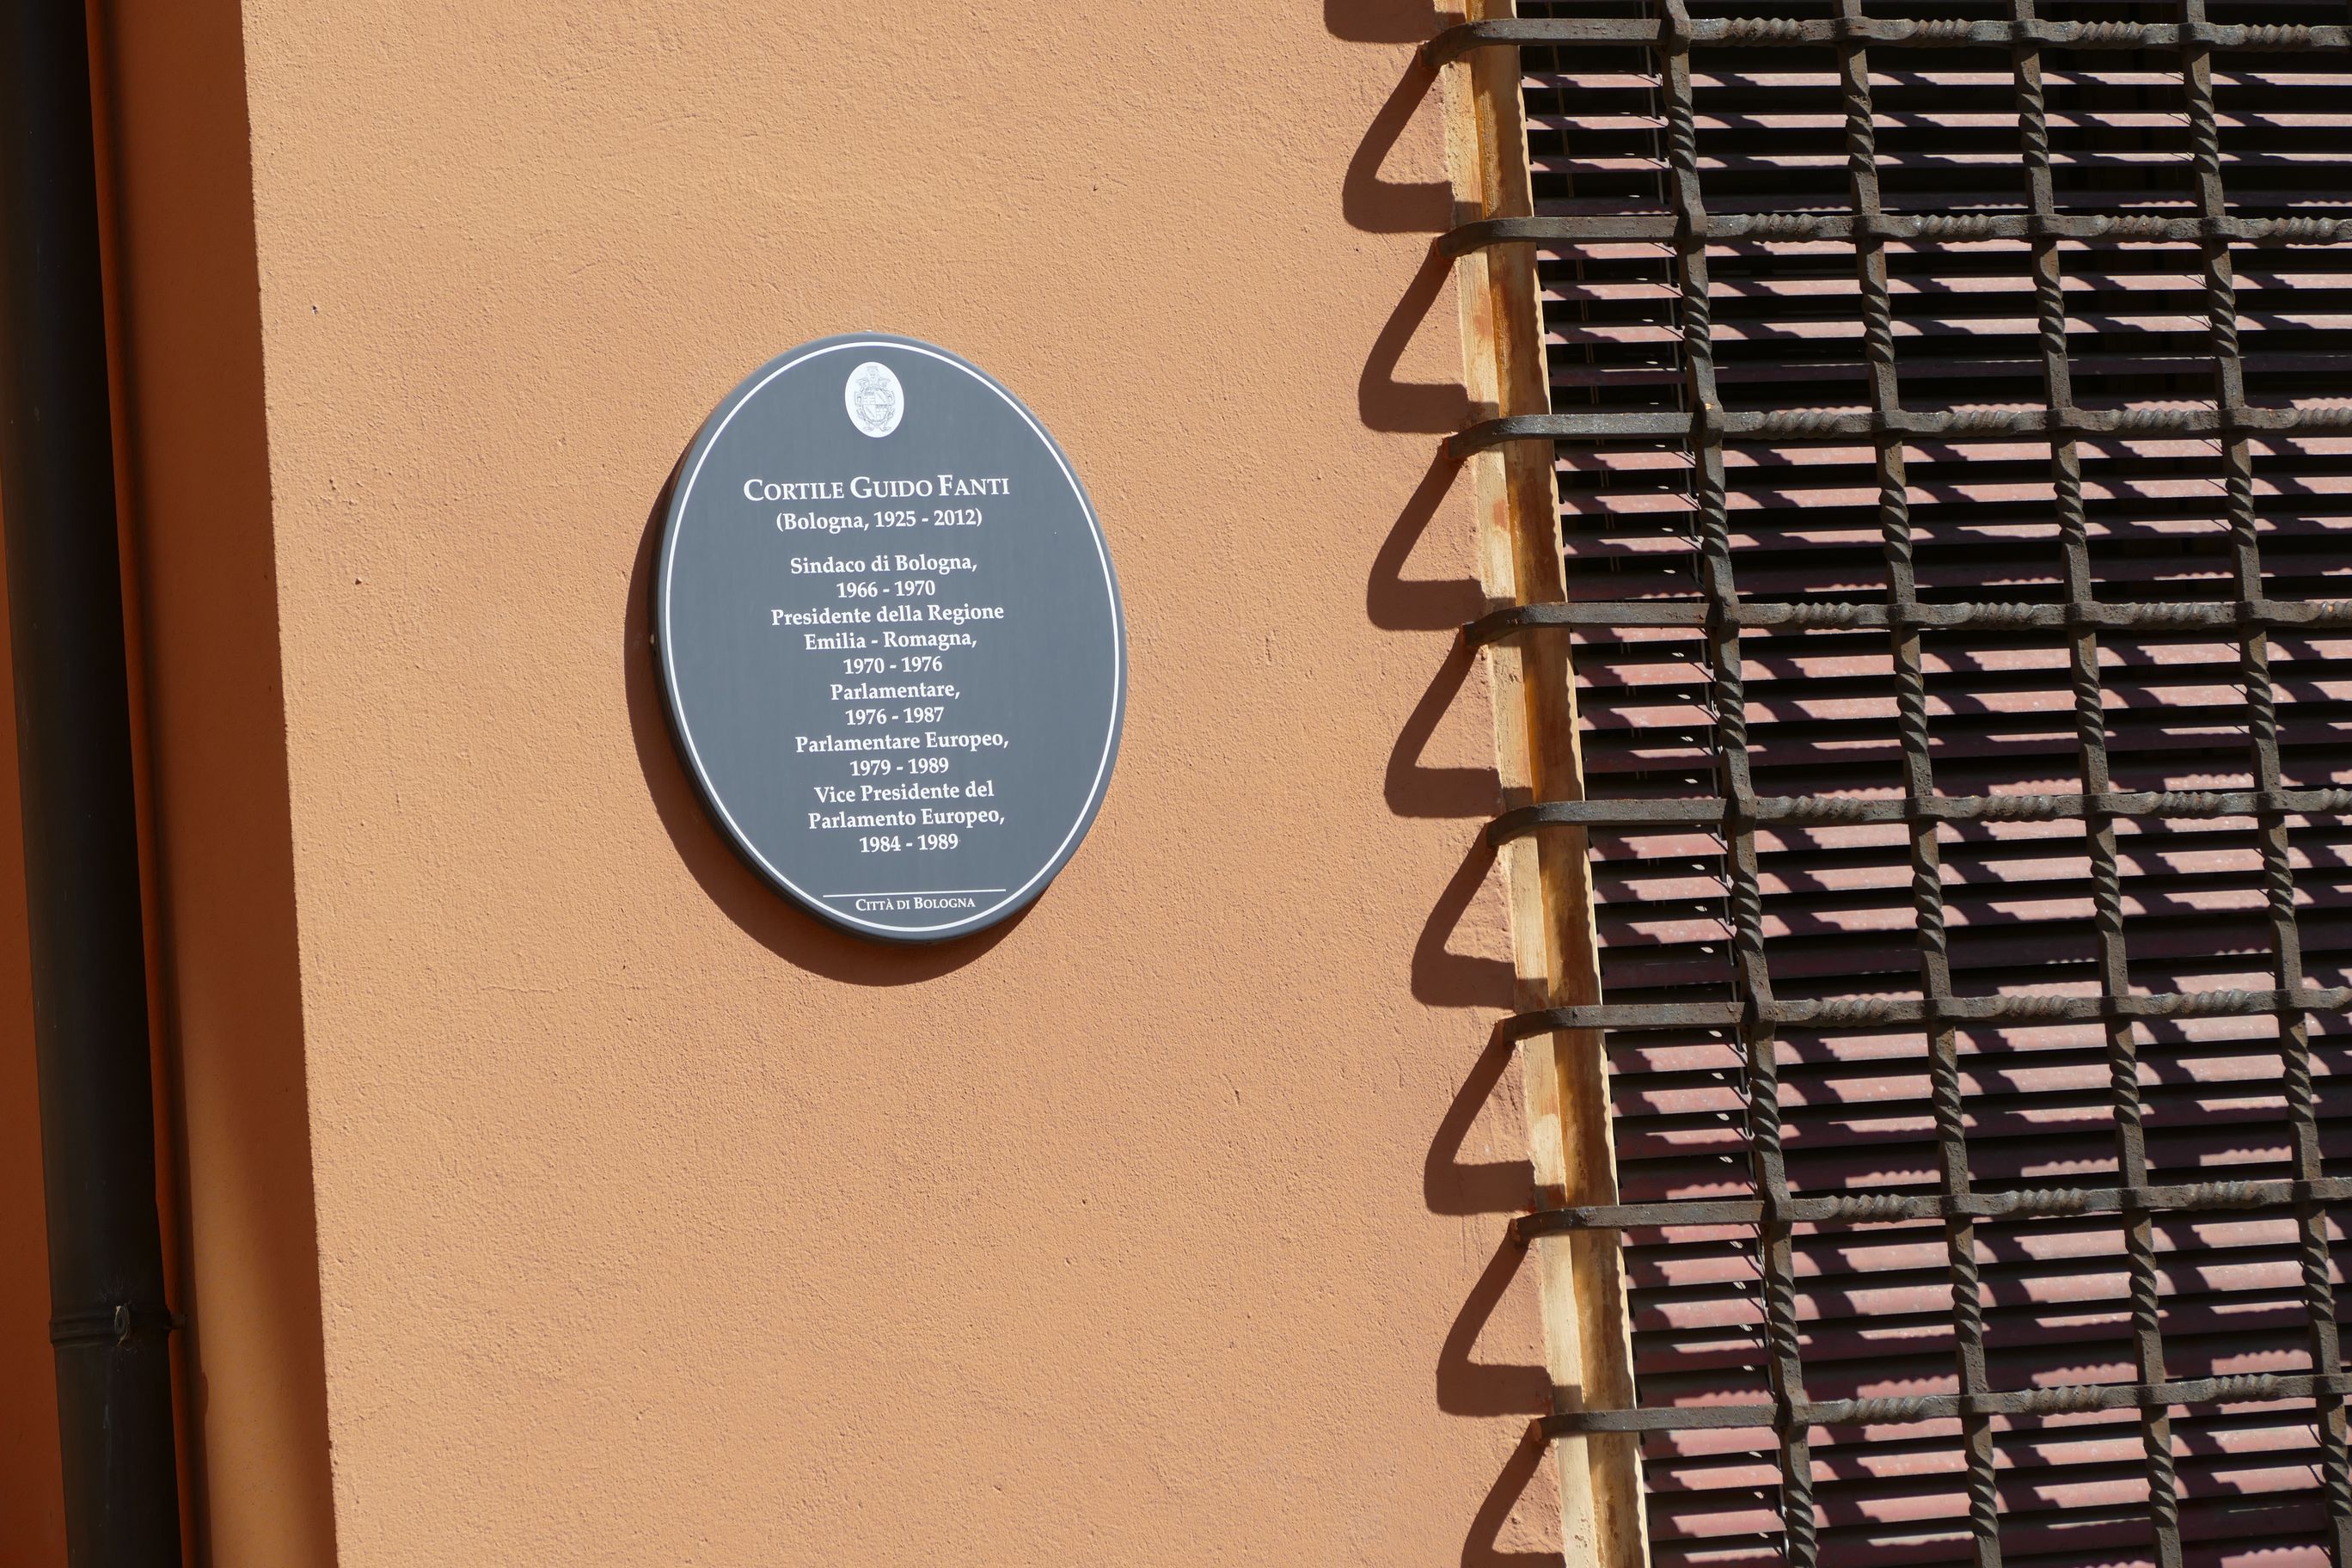 CORTILE GUIDO FANTI
(Bologna, 1925 - 2012)
Sindaco di Bologna,
1966 - 1970
Presidente della Regione
Emilia - Romagna,
1970 - 1976
Parlamentare,
1976 - 1987
Parlamentare Europeo,
1979 - 1989
Vice Presidente del
Parlamento Europeo,
1984 - 1989
CITTÀ DI BOLOGNA